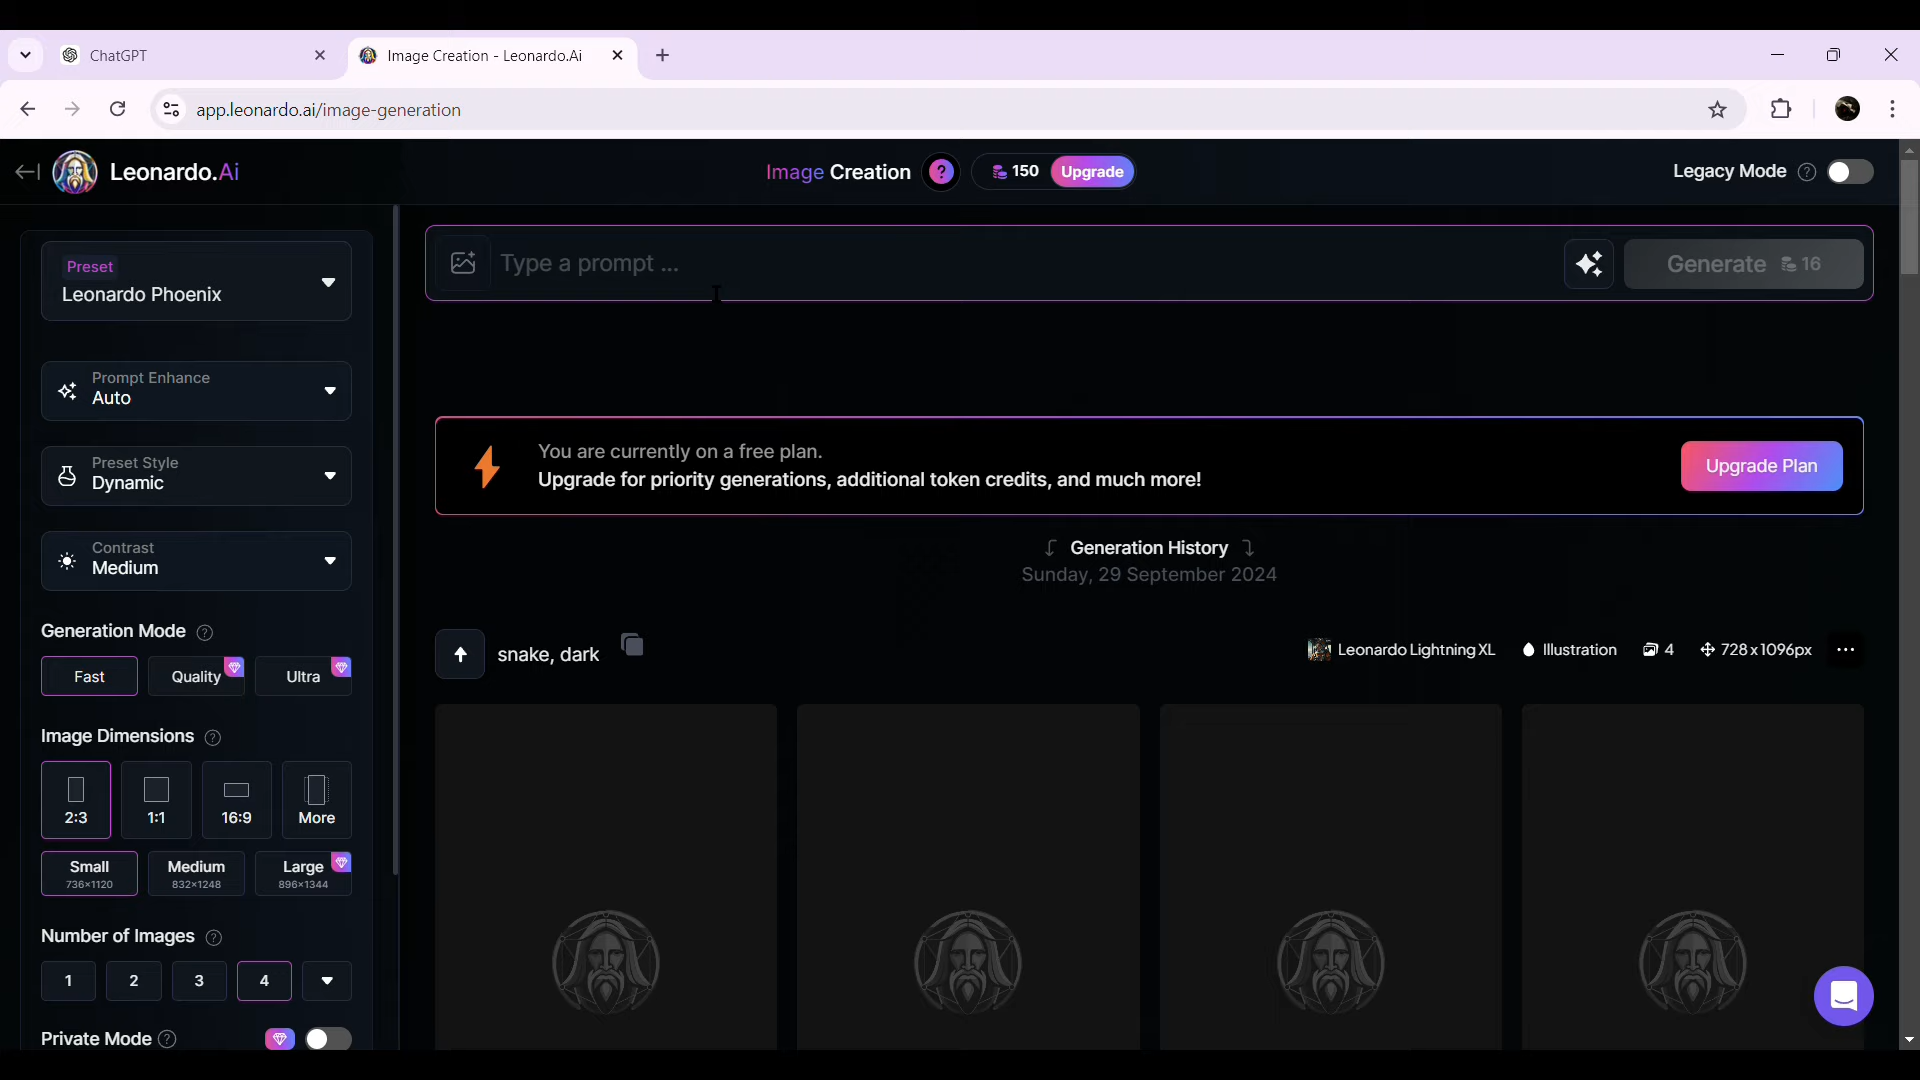 ChatGPT
Image Creation - Leonardo.Ai
app.leonardo.ai/image-generation
Leonardo.Ai
Image Creation
?
150
Upgrade
Legacy Mode
?
Preset
Leonardo Phoenix
Type a prompt ...
Generate 16
Prompt Enhance
Auto
Preset Style
Dynamic
Contrast
Medium
You are currently on a free plan.
Upgrade for priority generations, additional token credits, and much more!
Upgrade Plan
Generation History
Sunday, 29 September 2024
snake, dark
Leonardo Lightning XL
Illustration
4
728 x 1096px
Generation Mode ?
Fast
Quality
Ultra
Image Dimensions ?
2:3
1:1
16:9
More
Small
736×1120
Medium
832×1248
Large
896×1344
Number of Images ?
1
2
3
4
Private Mode ?